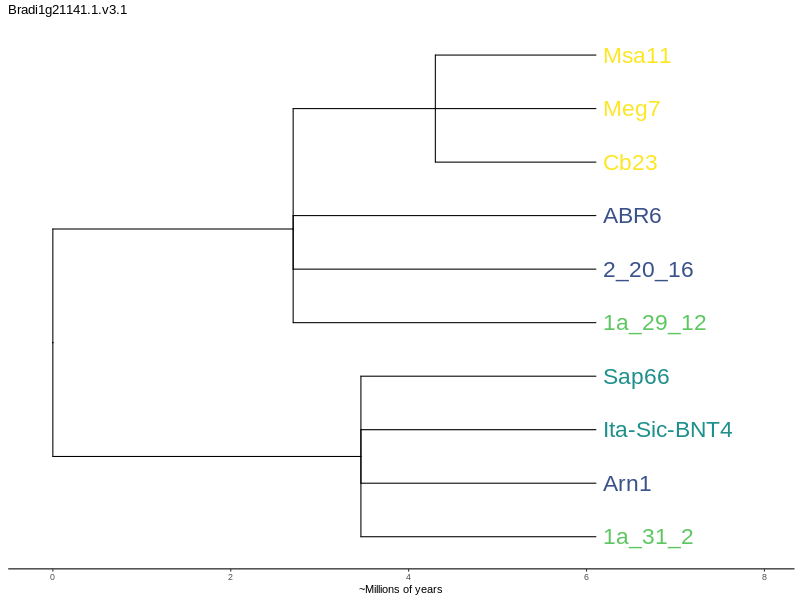 Bradi1g21141.1.v3.1
Msa11
Meg7
Cb23
ABR6
2_20_16
1a_29_12
Sap66
Ita-Sic-BNT4
Arn1
1a_31_2
0 2 4 6 8
~Millions of years